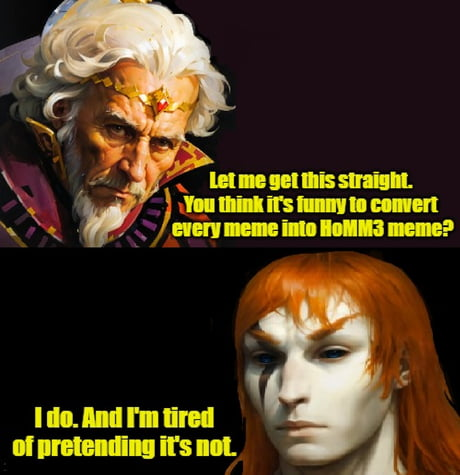 Let me get this straight.
You think it's funny to convert
every meme into HoMM3 meme?
I do. And I'm tired
of pretending it's not.